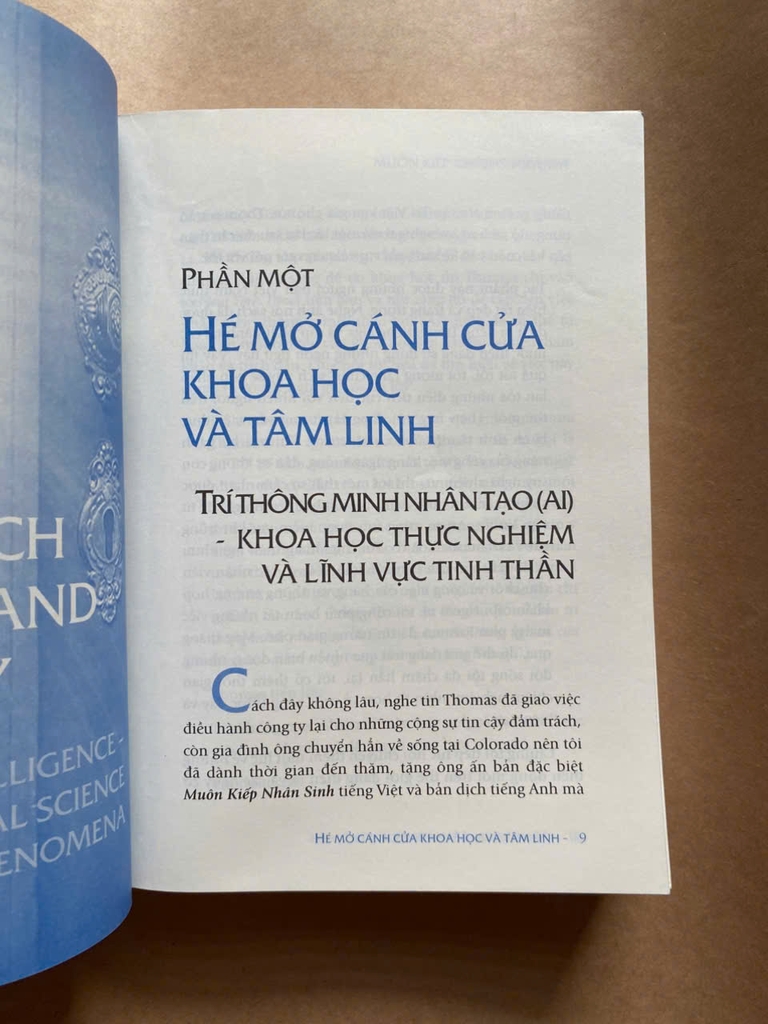 CH
AND
Y
LLIGENCE -
AL SCIENCE
ENOMENA
PHẦN MỘT
HÉ MỞ CÁNH CỬA
KHOA HỌC
VÀ TÂM LINH
TRÍ THÔNG MINH NHÂN TẠO (AI)
- KHOA HỌC THỰC NGHIỆM
VÀ LĨNH VỰC TINH THẦN
Cách đây không lâu, nghe tin Thomas đã giao việc
điều hành công ty lại cho những cộng sự tin cậy đảm trách,
còn gia đình ông chuyển hẳn về sống tại Colorado nên tôi
đã dành thời gian đến thăm, tặng ông ấn bản đặc biệt
Muôn Kiếp Nhân Sinh tiếng Việt và bản dịch tiếng Anh mà
HÉ MỞ CÁNH CỬA KHOA HỌC VÀ TÂM LINH - 9